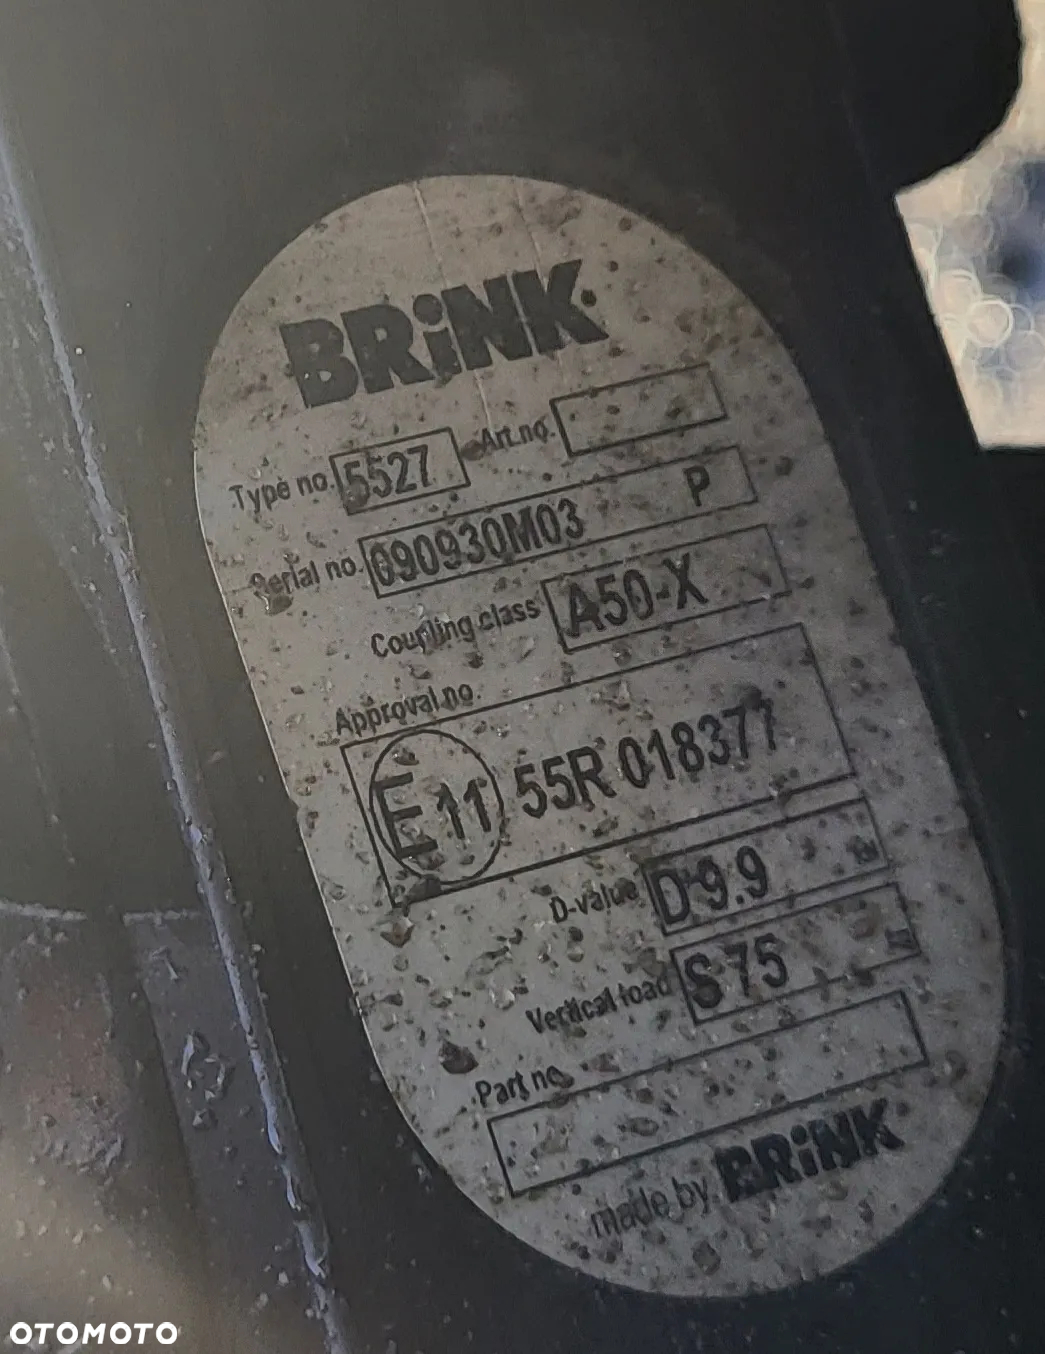 BRiNK
Type no. 5527 Art.no.
Serial no. 090930M03 P
Coupling class A50-X
Approval no.
E 11 55R 018377
D-value D 9.9
Vertical load S 75
Part no.
made by BRiNK
OTOMOTO